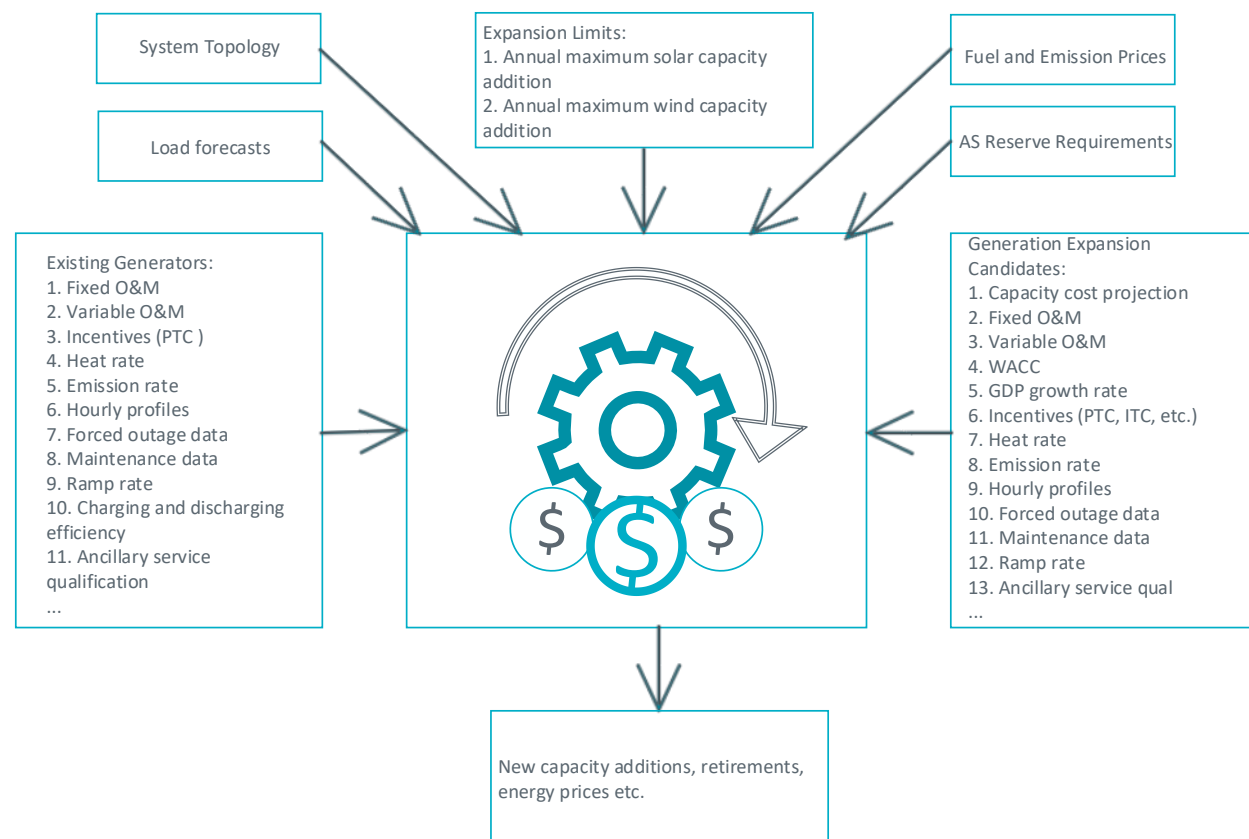 System Topology
Expansion Limits:
1. Annual maximum solar capacity
addition
2. Annual maximum wind capacity
addition
Fuel and Emission Prices
Load forecasts
AS Reserve Requirements
Existing Generators:
1. Fixed O&M
2. Variable O&M
3. Incentives (PTC )
4. Heat rate
5. Emission rate
6. Hourly profiles
7. Forced outage data
8. Maintenance data
9. Ramp rate
10. Charging and discharging
efficiency
11. Ancillary service
qualification
...
$
$
$
Generation Expansion
Candidates:
1. Capacity cost projection
2. Fixed O&M
3. Variable O&M
4. WACC
5. GDP growth rate
6. Incentives (PTC, ITC, etc.)
7. Heat rate
8. Emission rate
9. Hourly profiles
10. Forced outage data
11. Maintenance data
12. Ramp rate
13. Ancillary service qual
...
New capacity additions, retirements,
energy prices etc.